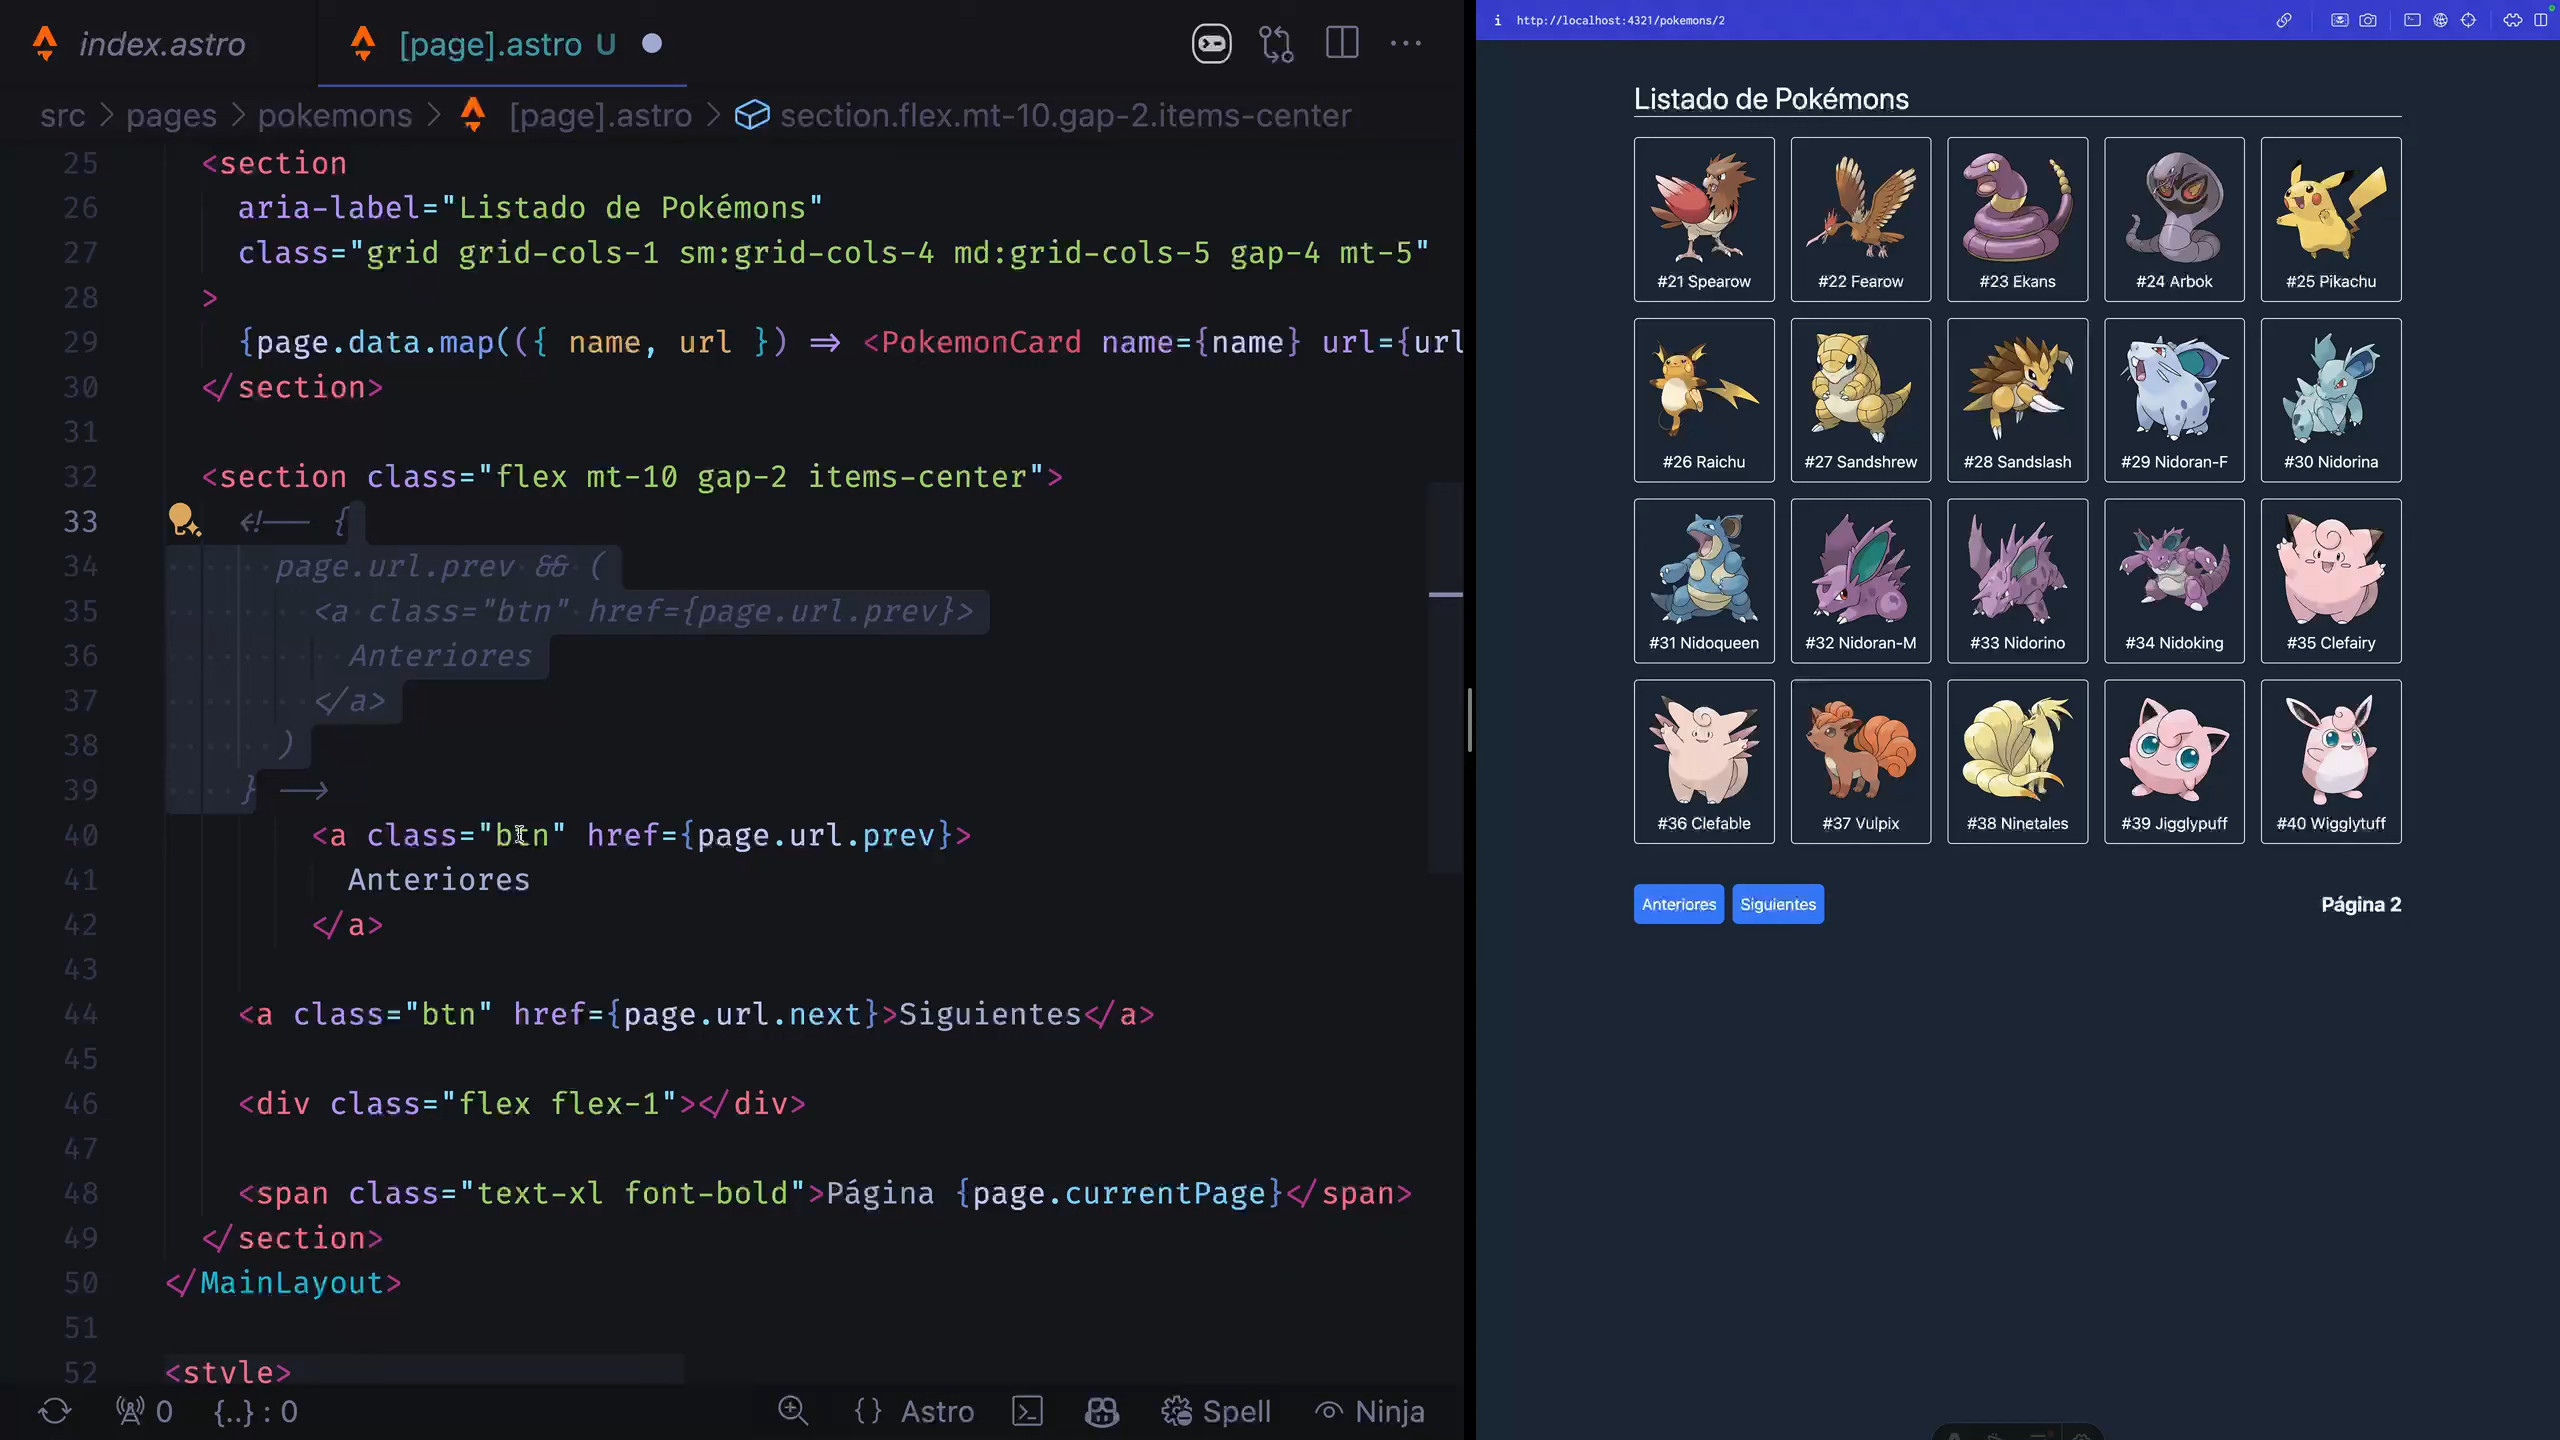 index.astro
[page].astro U
src > pages > pokemons > [page].astro > section.flex.mt-10.gap-2.items-center
25 <section
26 aria-label="Listado de Pokémons"
27 class="grid grid-cols-1 sm:grid-cols-4 md:grid-cols-5 gap-4 mt-5"
28 >
29 {page.data.map(({ name, url }) => <PokemonCard name={name} url={url
30 </section>
31
32 <section class="flex mt-10 gap-2 items-center">
33 <!-- {
34 page.url.prev && (
35 <a class="btn" href={page.url.prev}>
36 Anteriores
37 </a>
38 )
39 } -->
40 <a class="btn" href={page.url.prev}>
41 Anteriores
42 </a>
43
44 <a class="btn" href={page.url.next}>Siguientes</a>
45
46 <div class="flex flex-1"></div>
47
48 <span class="text-xl font-bold">Página {page.currentPage}</span>
49 </section>
50 </MainLayout>
51
52 <style>
0 {..} : 0 {} Astro Spell Ninja
http://localhost:4321/pokemons/2
Listado de Pokémons
#21 Spearow
#22 Fearow
#23 Ekans
#24 Arbok
#25 Pikachu
#26 Raichu
#27 Sandshrew
#28 Sandslash
#29 Nidoran-F
#30 Nidorina
#31 Nidoqueen
#32 Nidoran-M
#33 Nidorino
#34 Nidoking
#35 Clefairy
#36 Clefable
#37 Vulpix
#38 Ninetales
#39 Jigglypuff
#40 Wigglytuff
Anteriores
Siguientes
Página 2